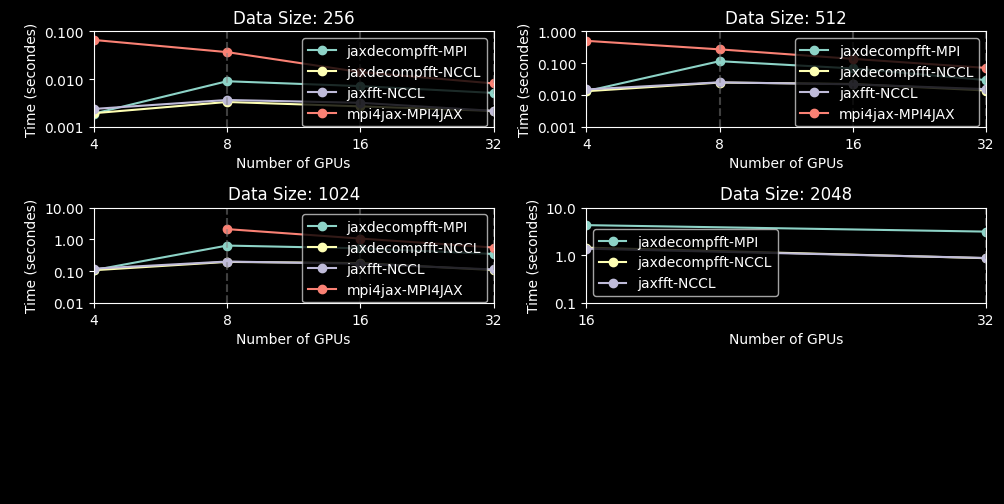 Data Size: 256
Time (secondes)
0.100
0.010
0.001
jaxdecompfft-MPI
jaxdecompfft-NCCL
jaxfft-NCCL
mpi4jax-MPI4JAX
4
8
16
32
Number of GPUs
Data Size: 512
Time (secondes)
1.000
0.100
0.010
0.001
jaxdecompfft-MPI
jaxdecompfft-NCCL
jaxfft-NCCL
mpi4jax-MPI4JAX
4
8
16
32
Number of GPUs
Data Size: 1024
Time (secondes)
10.00
1.00
0.10
0.01
jaxdecompfft-MPI
jaxdecompfft-NCCL
jaxfft-NCCL
mpi4jax-MPI4JAX
4
8
16
32
Number of GPUs
Data Size: 2048
Time (secondes)
10.0
1.0
0.1
jaxdecompfft-MPI
jaxdecompfft-NCCL
jaxfft-NCCL
16
32
Number of GPUs